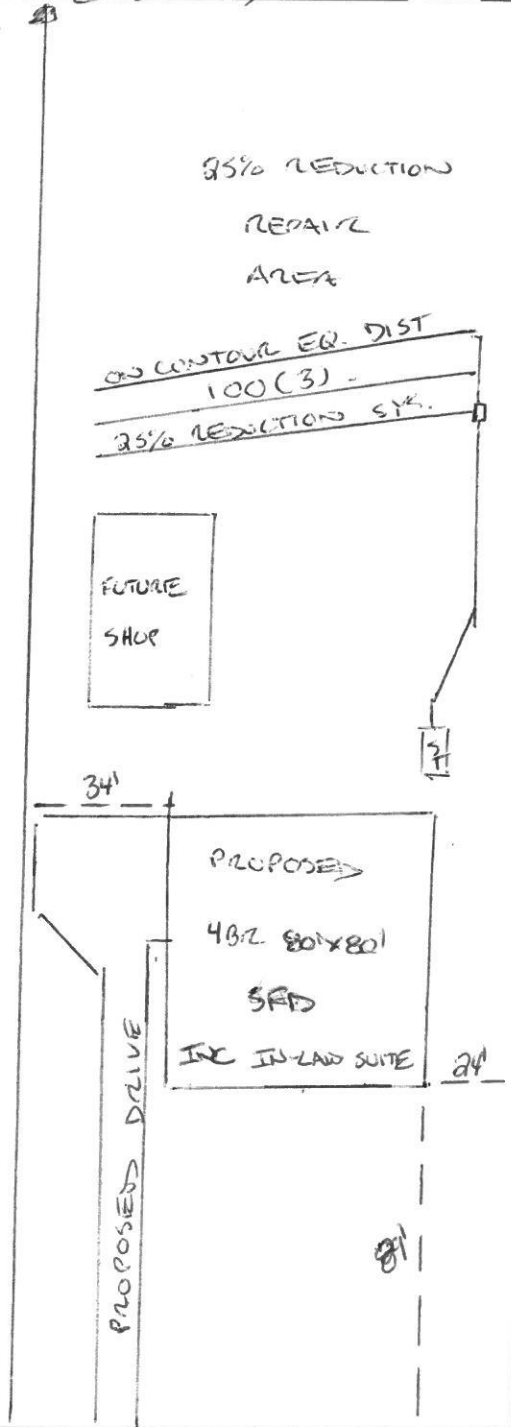 25% REDUCTION
REPAIR
AREA
ON CONTOUR EQ. DIST
100 (3)
25% REDUCTION SYS.
FUTURE
SHOP
ST
34'
PROPOSED
4BR 80'x80'
SFD
INC IN-LAW SUITE
24'
PROPOSED DRIVE